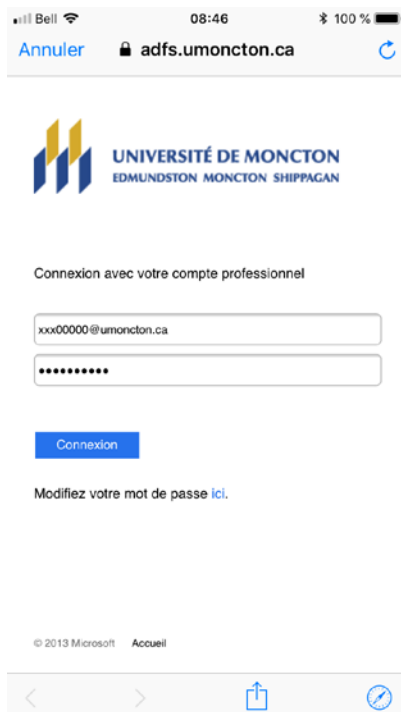 Bell 08:46 100 %
Annuler adfs.umoncton.ca
UNIVERSITÉ DE MONCTON
EDMUNDSTON MONCTON SHIPPAGAN
Connexion avec votre compte professionnel
xxx00000@umoncton.ca
••••••••••
Connexion
Modifiez votre mot de passe ici.
© 2013 Microsoft Accueil